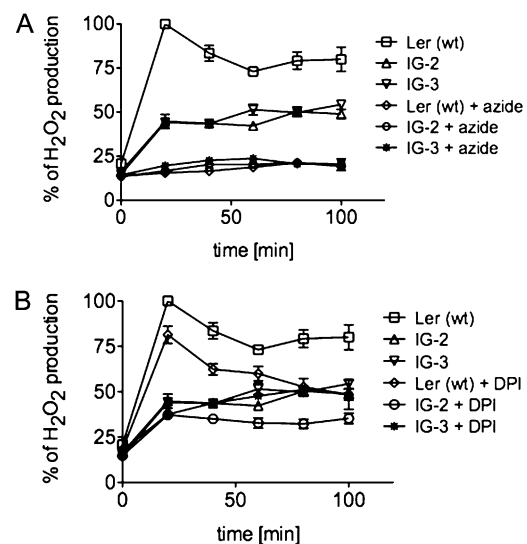 A
% of H₂O₂ production
100
75
50
25
0
0
50
100
time [min]
Ler (wt)
IG-2
IG-3
Ler (wt) + azide
IG-2 + azide
IG-3 + azide
B
% of H₂O₂ production
100
75
50
25
0
0
50
100
time [min]
Ler (wt)
IG-2
IG-3
Ler (wt) + DPI
IG-2 + DPI
IG-3 + DPI